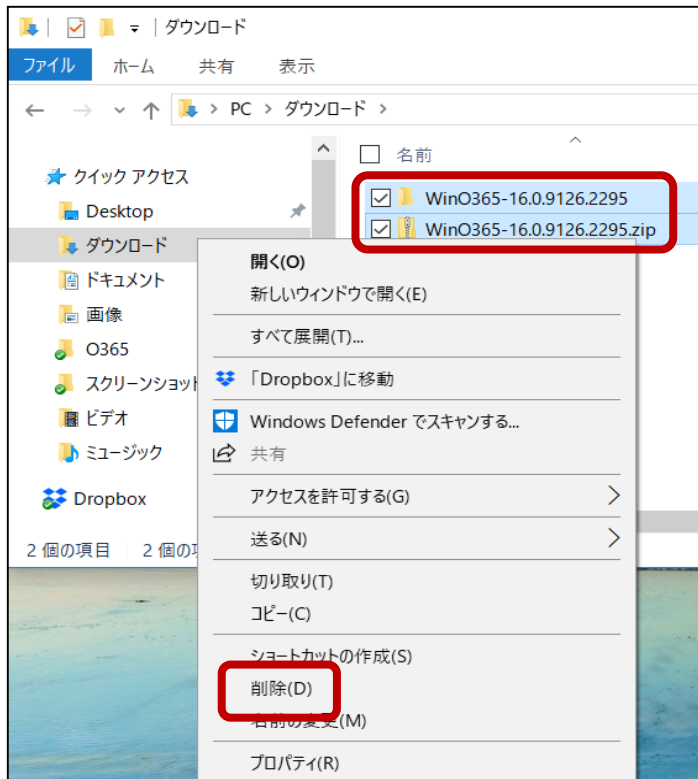 ダウンロード
ファイル ホーム 共有 表示
PC > ダウンロード >
名前
クイック アクセス
Desktop
ダウンロード
ドキュメント
画像
O365
スクリーンショット
ビデオ
ミュージック
Dropbox
2 個の項目 2 個の
WinO365-16.0.9126.2295
WinO365-16.0.9126.2295.zip
開く(O)
新しいウィンドウで開く(E)
すべて展開(T)...
「Dropbox」に移動
Windows Defender でスキャンする...
共有
アクセスを許可する(G)
送る(N)
切り取り(T)
コピー(C)
ショートカットの作成(S)
削除(D)
名前の変更(M)
プロパティ(R)